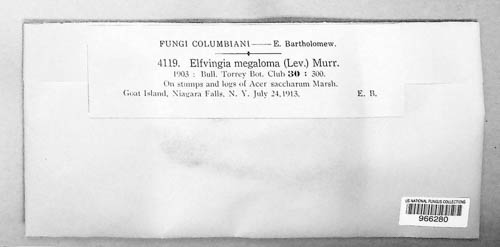 FUNGI COLUMBIANI—E. Bartholomew.
4119. Elfvingia megaloma (Lev.) Murr.
1903 : Bull. Torrey Bot. Club 30 : 300.
On stumps and logs of Acer saccharum Marsh.
Goat Island, Niagara Falls, N. Y. July 24, 1913. E. B.
US NATIONAL FUNGUS COLLECTIONS
966280